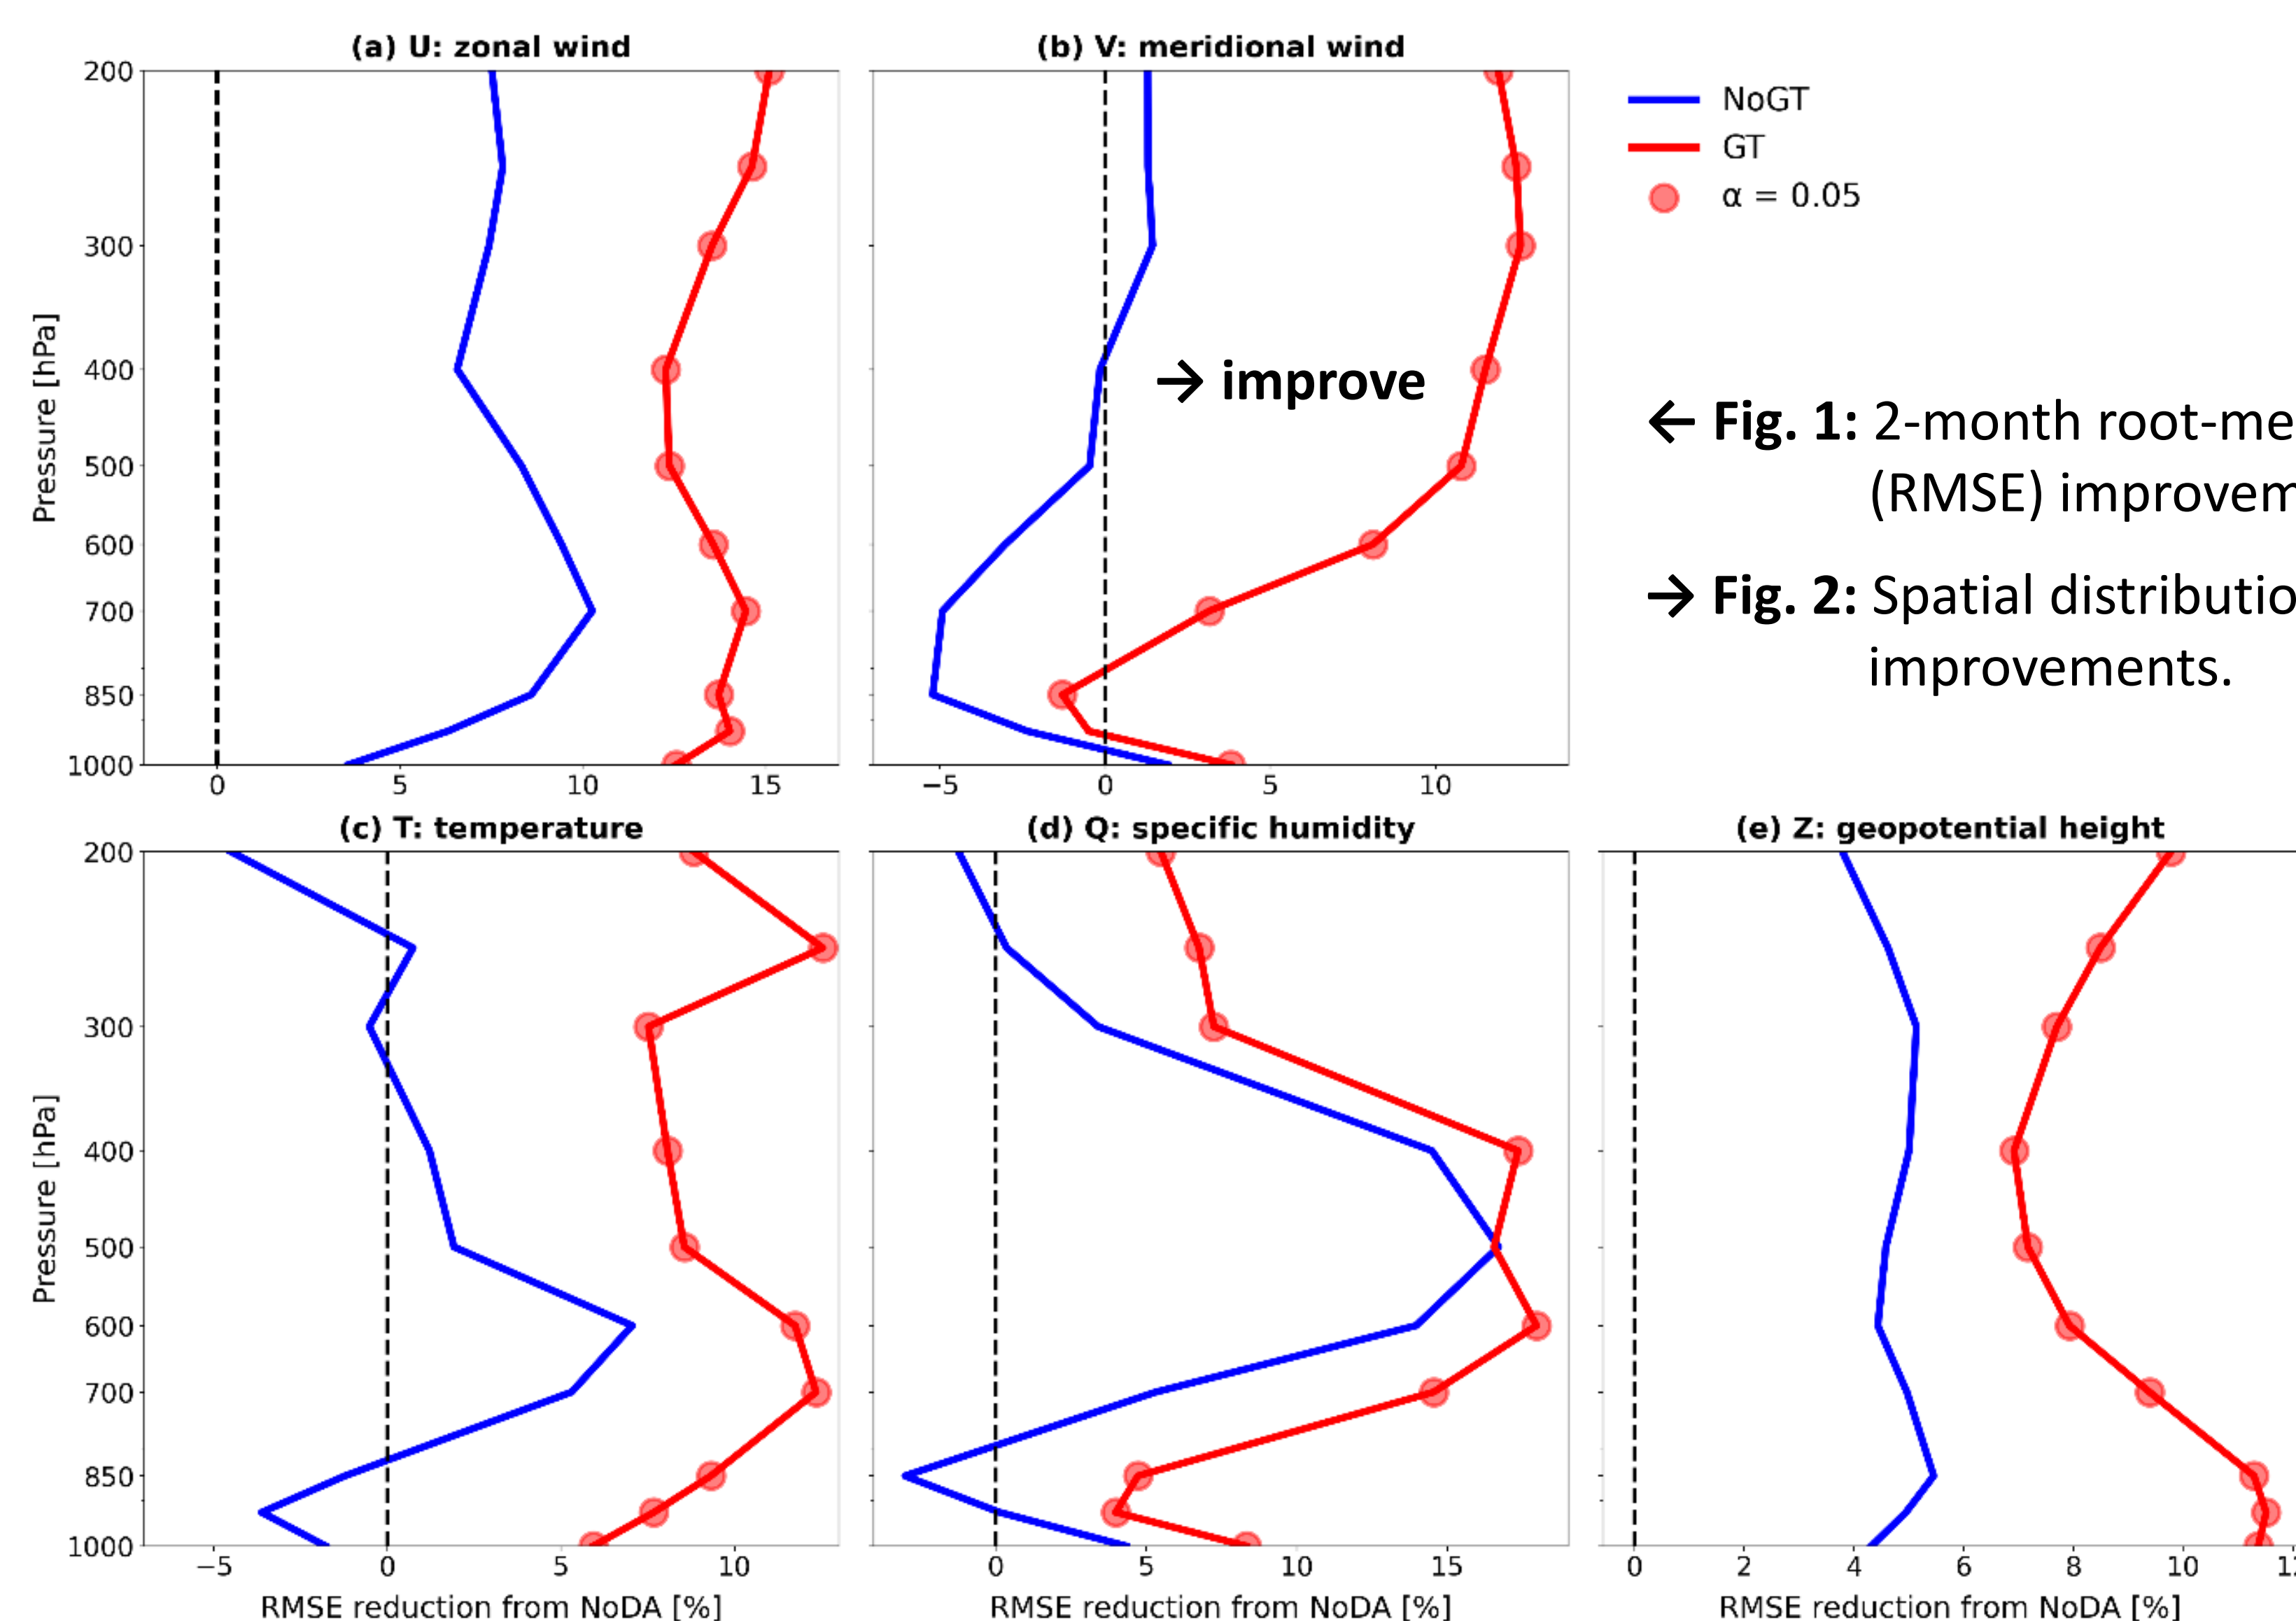 (a) U: zonal wind
200
300
400
500
600
700
850
1000
Pressure [hPa]
0 5 10 15
(b) V: meridional wind
→ improve
−5 0 5 10
NoGT
GT
α = 0.05
← Fig. 1: 2-month root-me
(RMSE) improvem
→ Fig. 2: Spatial distributio
improvements.
(c) T: temperature
200
300
400
500
600
700
850
1000
Pressure [hPa]
−5 0 5 10
RMSE reduction from NoDA [%]
(d) Q: specific humidity
0 5 10 15
RMSE reduction from NoDA [%]
(e) Z: geopotential height
0 2 4 6 8 10
RMSE reduction from NoDA [%]